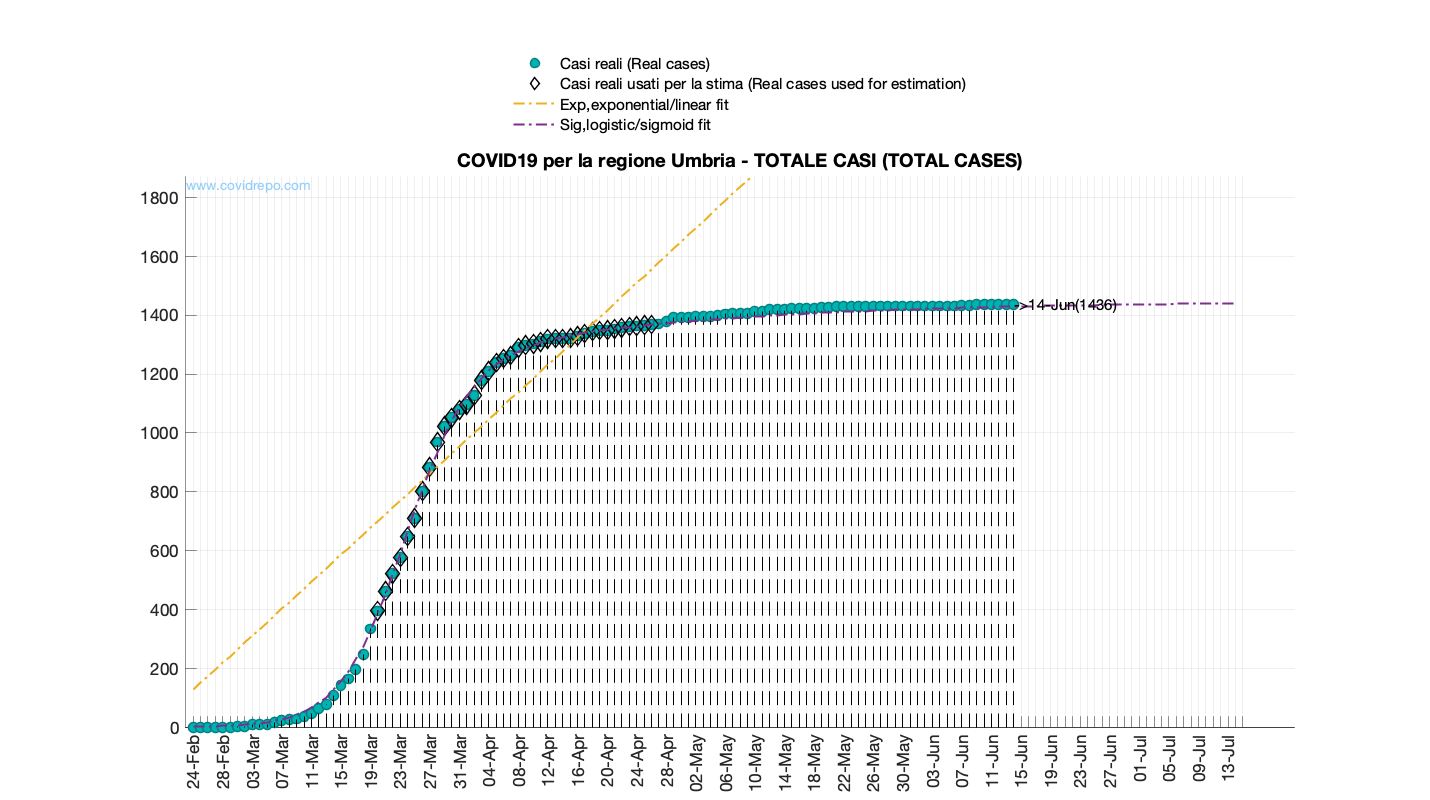 Casi reali (Real cases)
Casi reali usati per la stima (Real cases used for estimation)
Exp,exponential/linear fit
Sig,logistic/sigmoid fit
COVID19 per la regione Umbria - TOTALE CASI (TOTAL CASES)
www.covidrepo.com
1800
1600
1400
1200
1000
800
600
400
200
0
>14-Jun(1436)
24-Feb
28-Feb
03-Mar
07-Mar
11-Mar
15-Mar
19-Mar
23-Mar
27-Mar
31-Mar
04-Apr
08-Apr
12-Apr
16-Apr
20-Apr
24-Apr
28-Apr
02-May
06-May
10-May
14-May
18-May
22-May
26-May
30-May
03-Jun
07-Jun
11-Jun
15-Jun
19-Jun
23-Jun
27-Jun
01-Jul
05-Jul
09-Jul
13-Jul